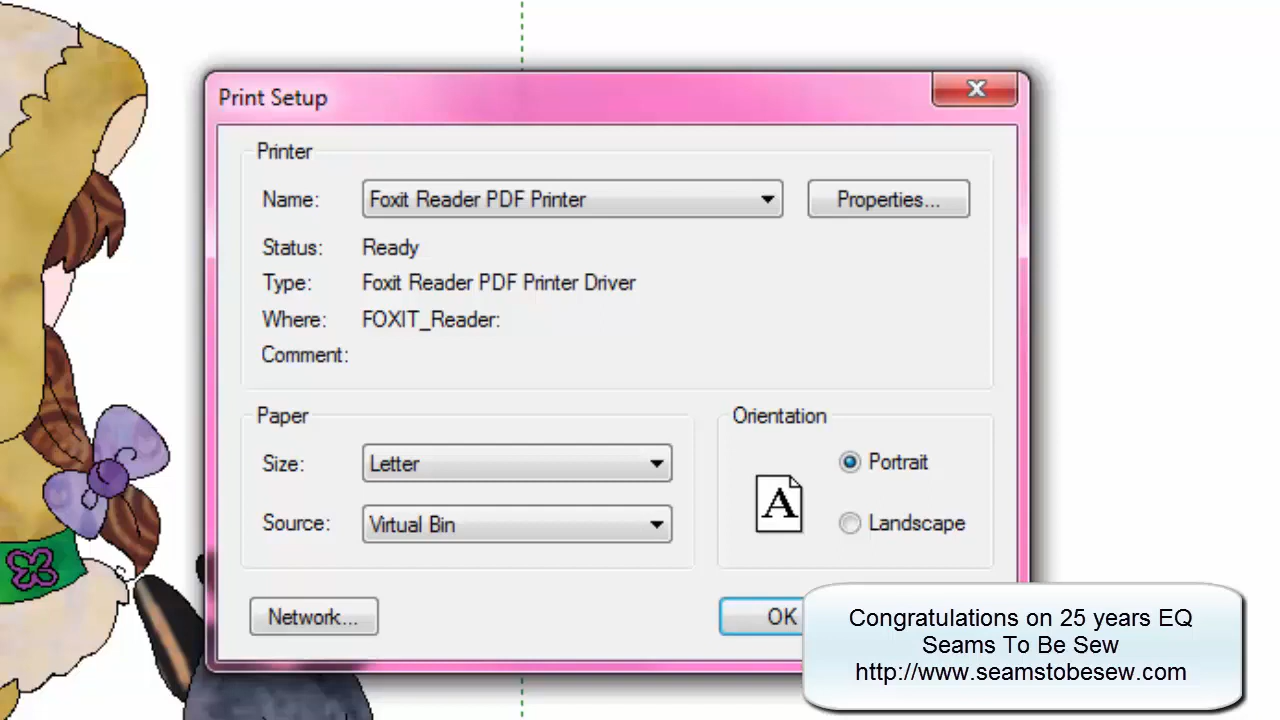 Print Setup
Printer
Name: Foxit Reader PDF Printer Properties...
Status: Ready
Type: Foxit Reader PDF Printer Driver
Where: FOXIT_Reader:
Comment:
Paper
Size: Letter
Source: Virtual Bin
Orientation
A
Portrait
Landscape
Network...
OK
Congratulations on 25 years EQ
Seams To Be Sew
http://www.seamstobesew.com